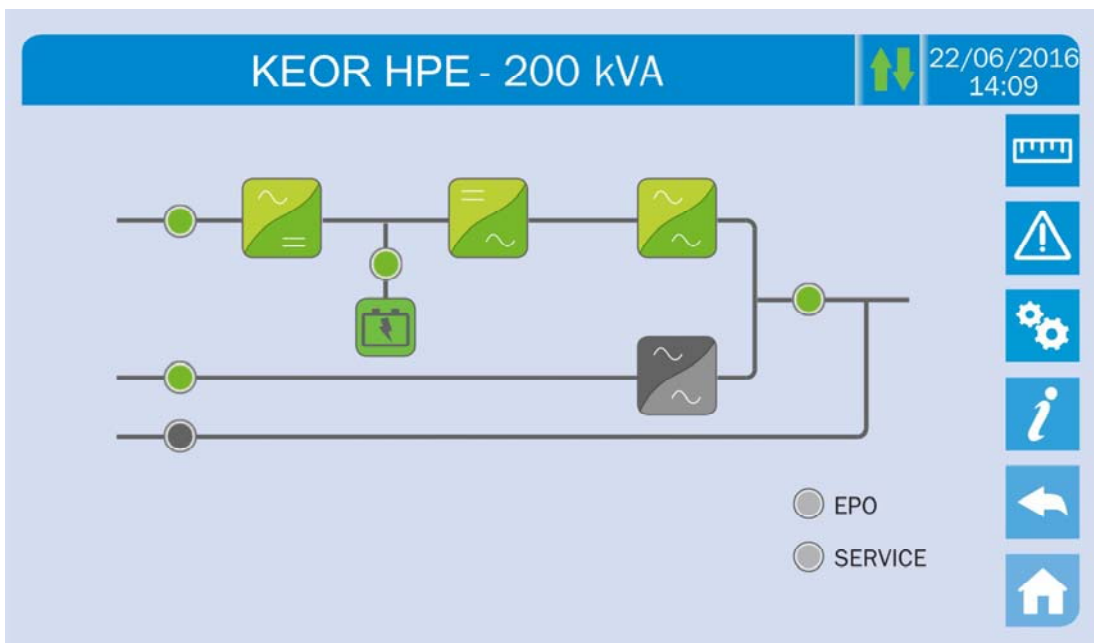 KEOR HPE - 200 kVA
22/06/2016
14:09
i
EPO
SERVICE